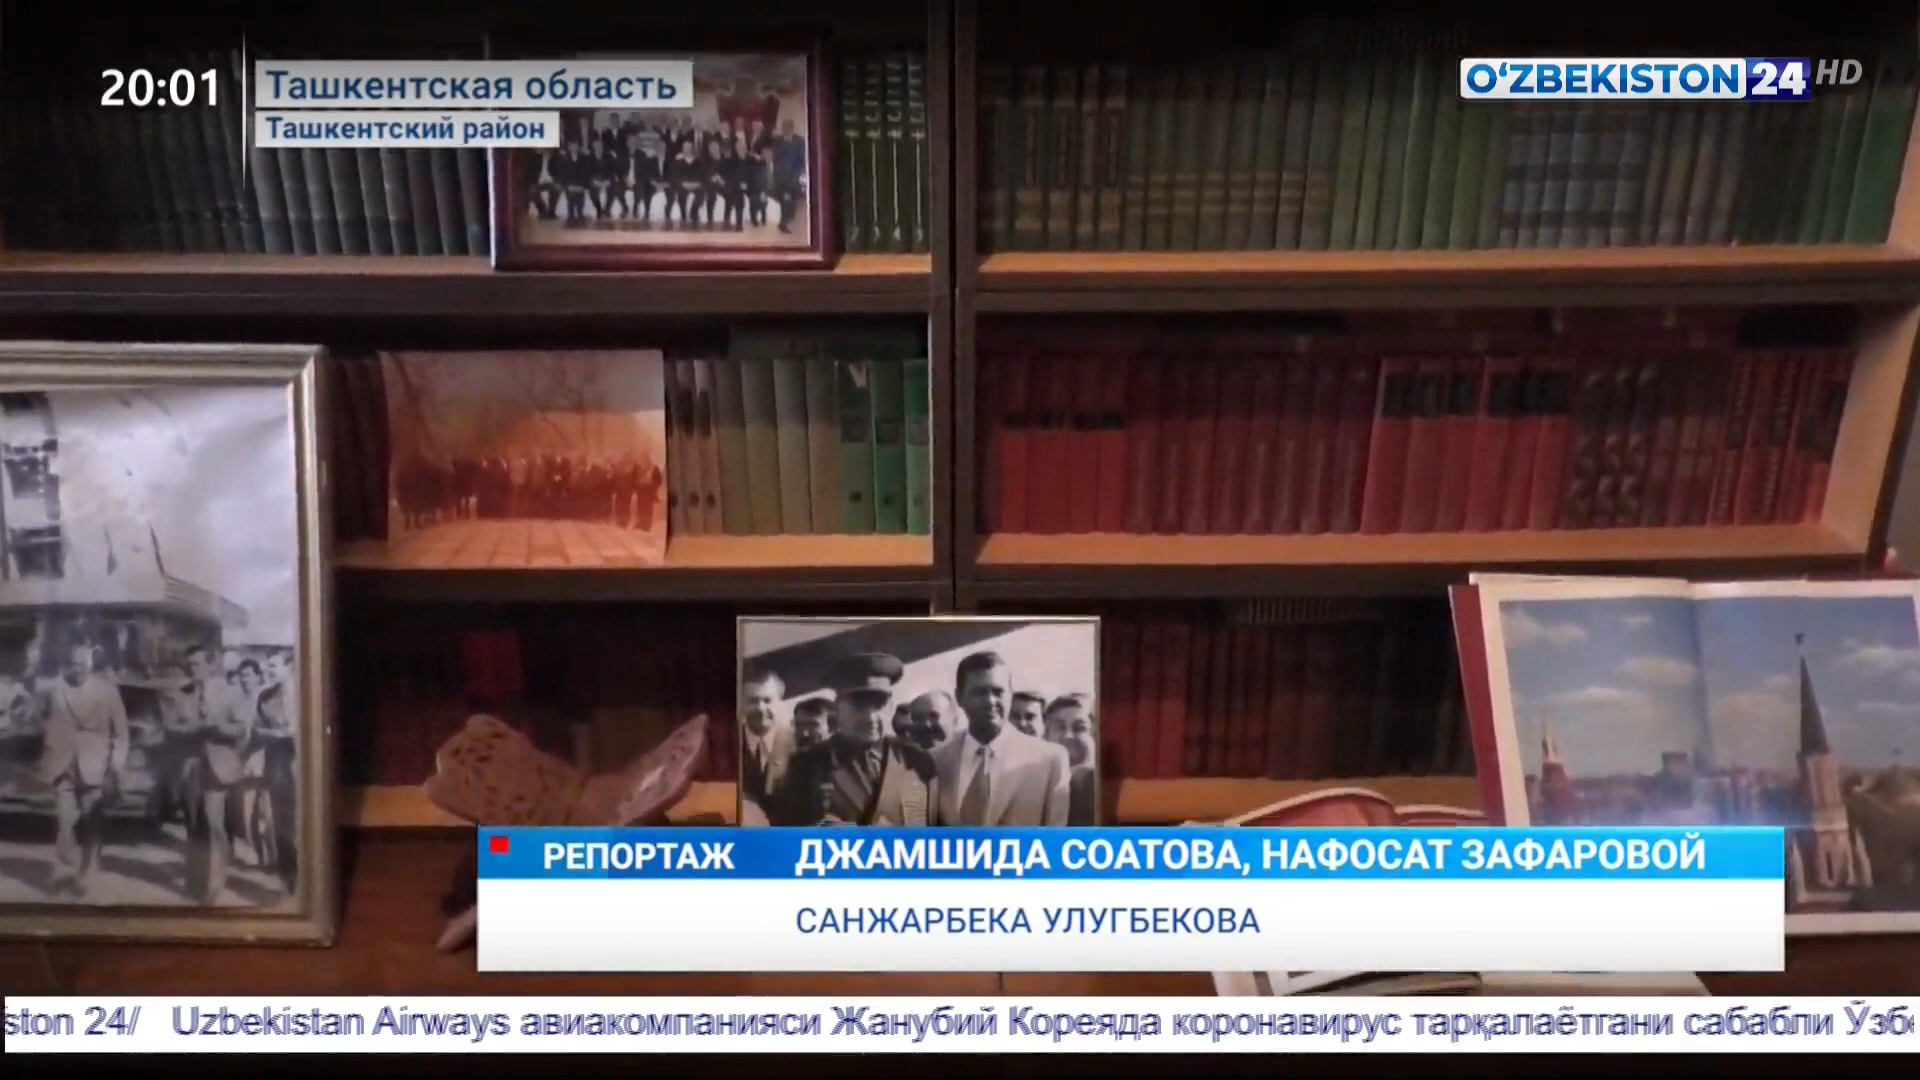 20:01
Ташкентская область
Ташкентский район
O‘ZBEKISTON 24 HD
РЕПОРТАЖ ДЖАМШИДА СОАТОВА, НАФОСАТ ЗАФАРОВОЙ
САНЖАРБЕКА УЛУГБЕКОВА
ston 24/ Uzbekistan Airways авиакомпанияси Жанубий Кореяда коронавирус тарқалаётгани сабабли Ўзбе